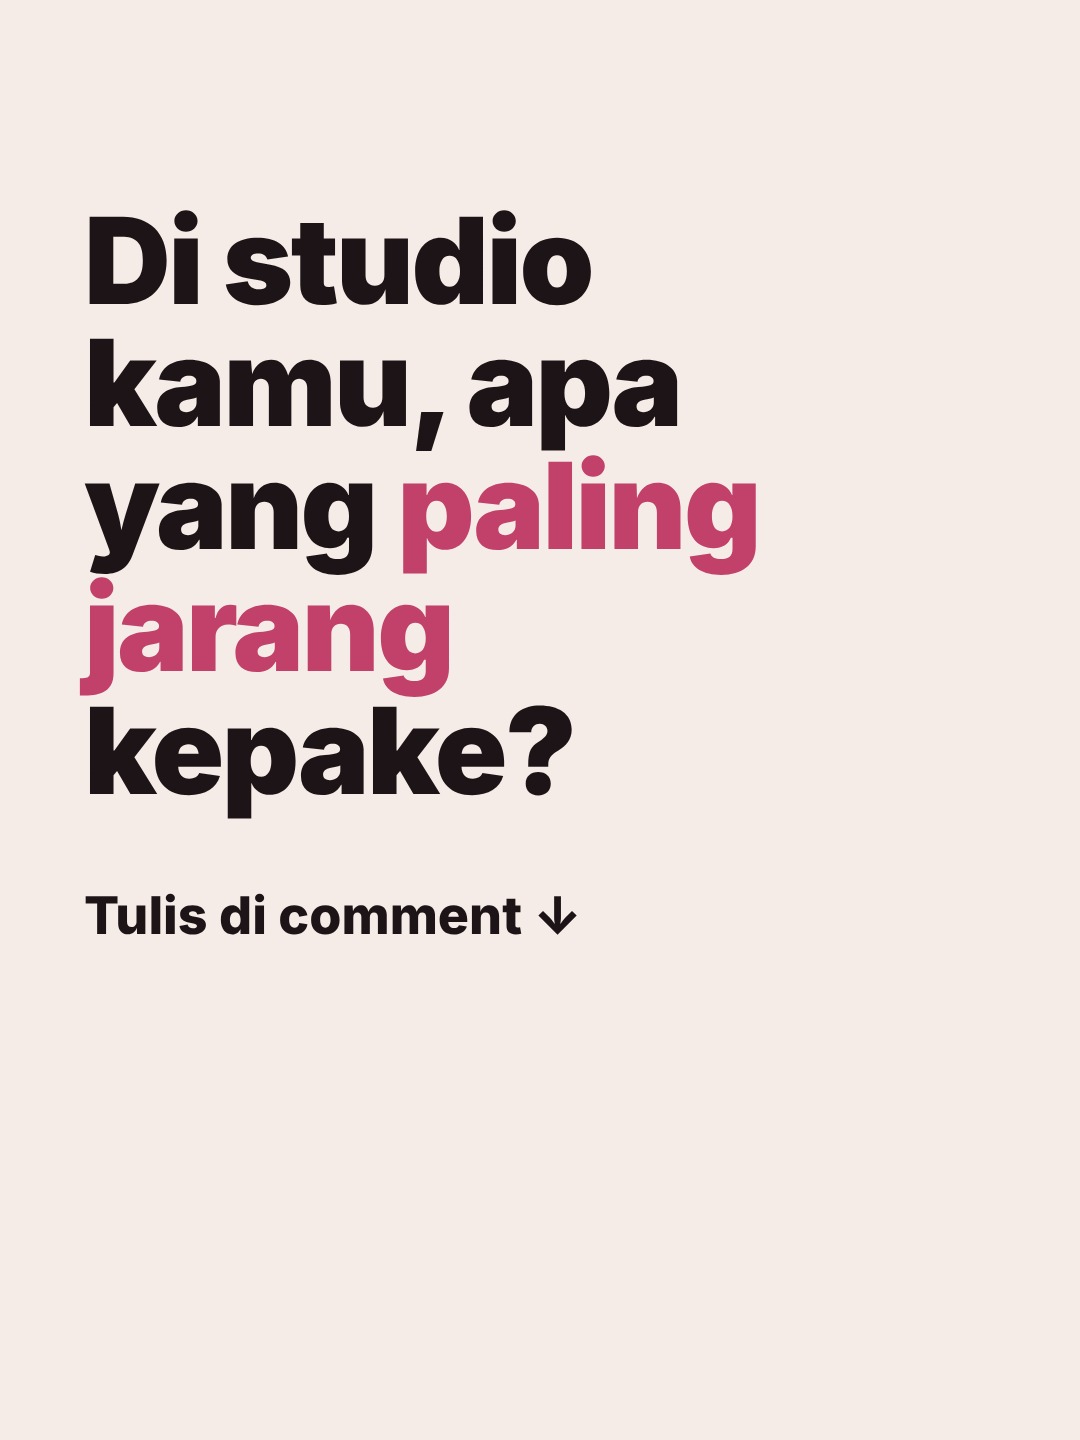 Di studio
kamu, apa
yang paling
jarang
kepake?
Tulis di comment ↓